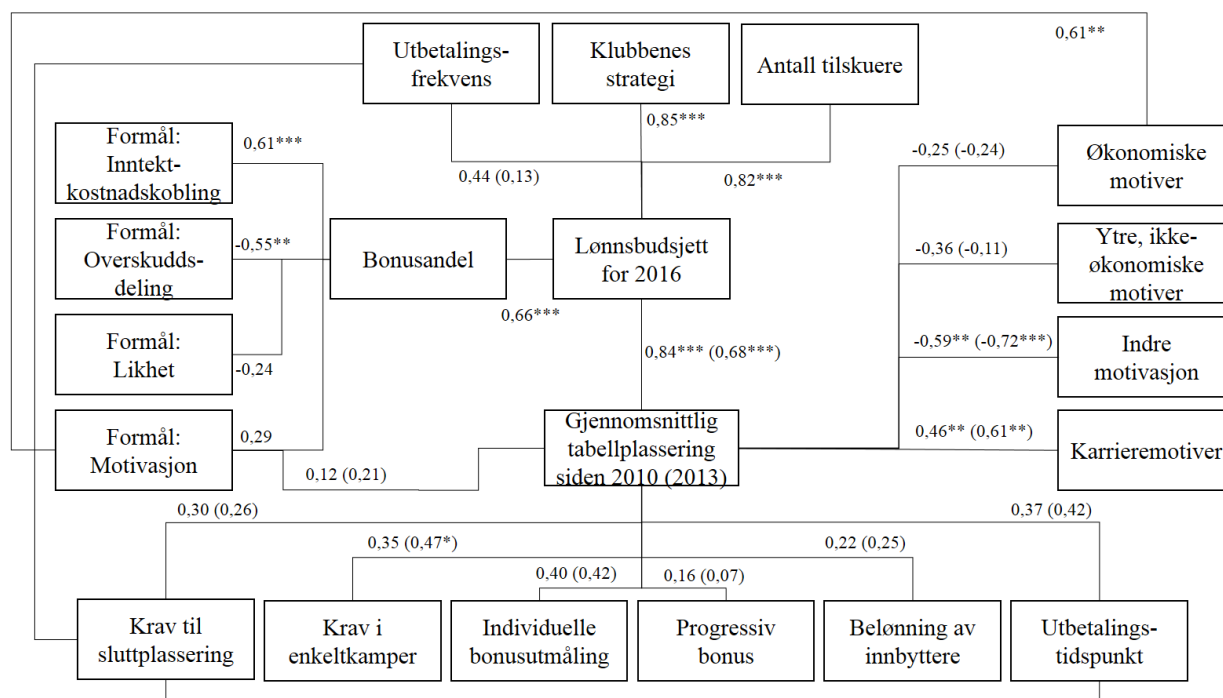 0,61**
Utbetalings-
frekvens
Klubbenes
strategi
Antall tilskuere
0,85***
0,44 (0,13)
0,82***
Formål:
Inntekt-
kostnadskobling
0,61***
-0,25 (-0,24)
Økonomiske
motiver
Formål:
Overskudds-
deling
-0,55**
Bonusandel
Lønnsbudsjett
for 2016
-0,36 (-0,11)
Ytre, ikke-
økonomiske
motiver
0,66***
Formål:
Likhet
-0,24
0,84*** (0,68***)
-0,59** (-0,72***)
Indre
motivasjon
Formål:
Motivasjon
0,29
0,12 (0,21)
Gjennomsnittlig
tabellplassering
siden 2010 (2013)
0,46** (0,61**)
Karrieremotiver
0,30 (0,26)
0,37 (0,42)
0,35 (0,47*)
0,22 (0,25)
0,40 (0,42)
0,16 (0,07)
Krav til
sluttplassering
Krav i
enkeltkamper
Individuelle
bonusutmåling
Progressiv
bonus
Belønning av
innbyttere
Utbetalings-
tidspunkt